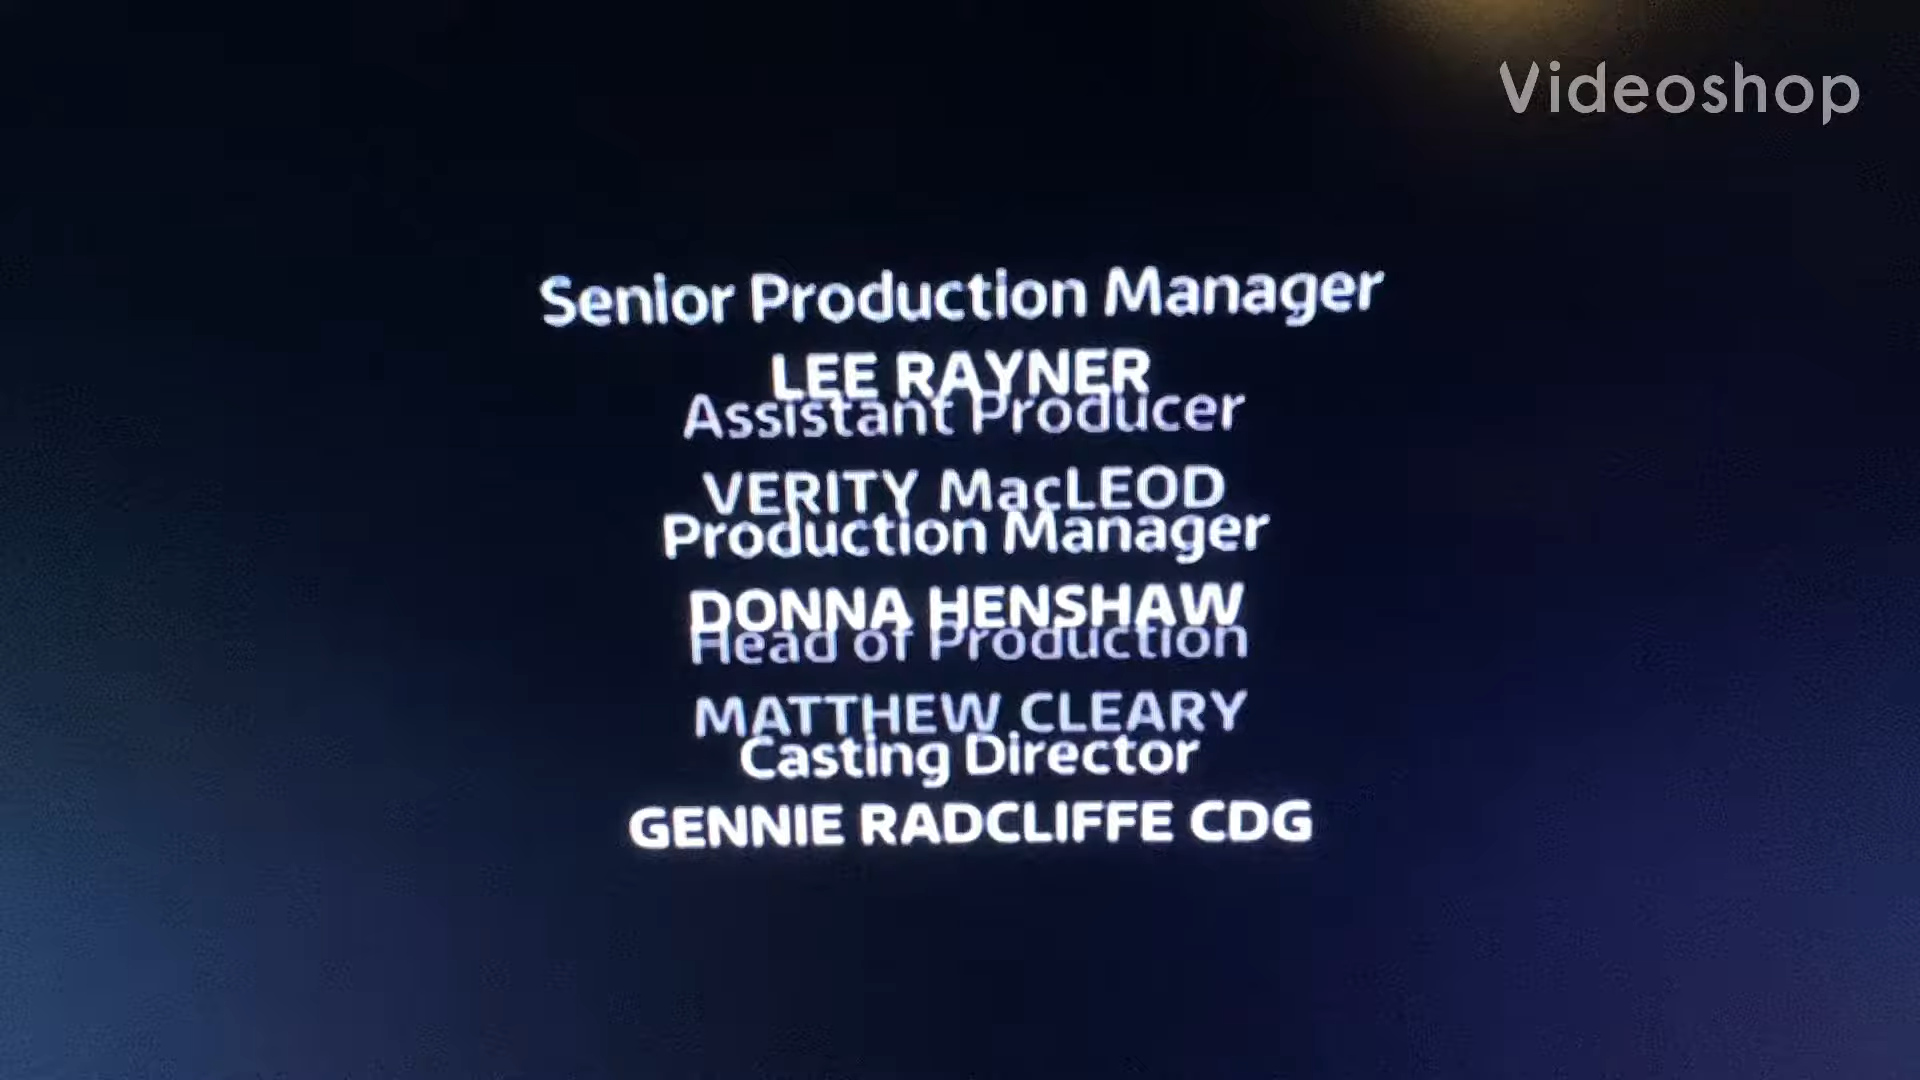 Videoshop
Senior Production Manager
LEE RAYNER
Assistant Producer
VERITY MacLEOD
Production Manager
DONNA HENSHAW
Head of Production
MATTHEW CLEARY
Casting Director
GENNIE RADCLIFFE CDG